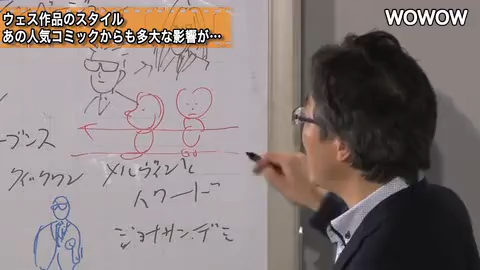 ウェス作品のスタイル
あの人気コミックからも多大な影響が…
WOWOW
ーブンス
クイックワン
メルヴィンと
ハワード
ジョナサン・デミ